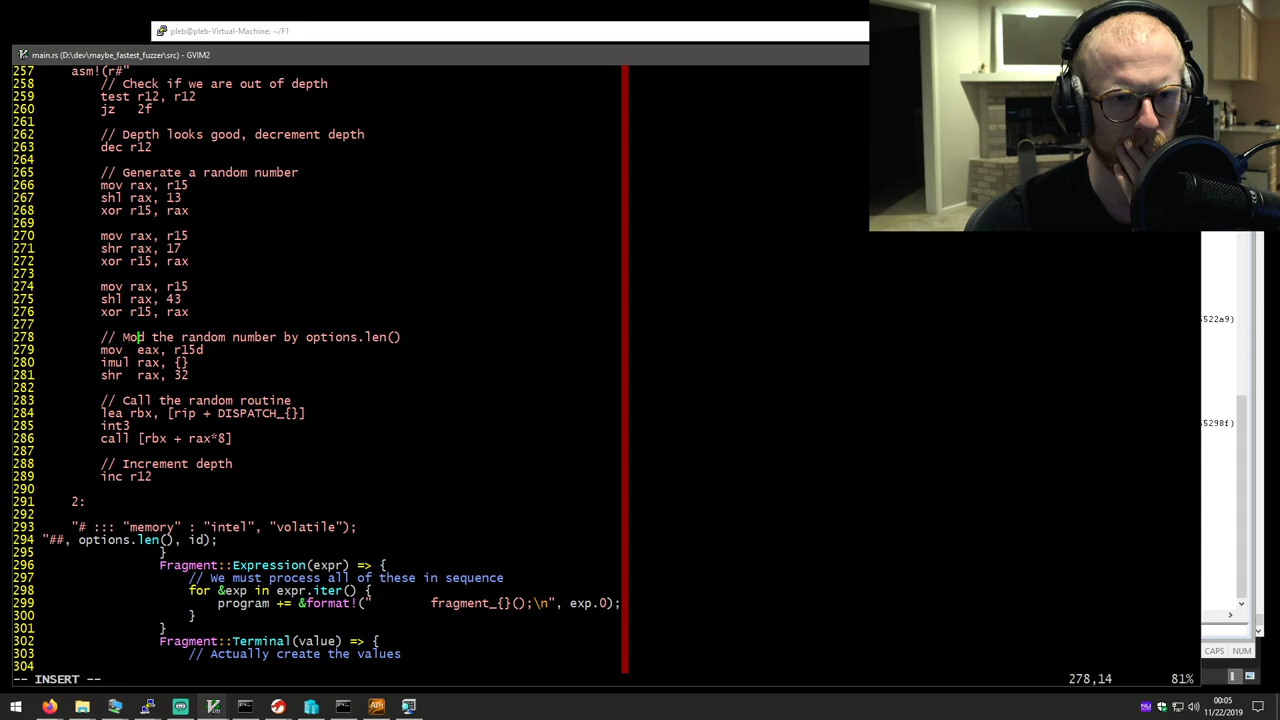 pleb@pleb-Virtual-Machine: ~/F1
main.rs (D:\dev\maybe_fastest_fuzzer\src) - GVIM2
257     asm!(r#"
258         // Check if we are out of depth
259         test r12, r12
260         jz   2f
261
262         // Depth looks good, decrement depth
263         dec r12
264
265         // Generate a random number
266         mov rax, r15
267         shl rax, 13
268         xor r15, rax
269
270         mov rax, r15
271         shr rax, 17
272         xor r15, rax
273
274         mov rax, r15
275         shl rax, 43
276         xor r15, rax
277
278         // Mod the random number by options.len()
279         mov  eax, r15d
280         imul rax, {}
281         shr  rax, 32
282
283         // Call the random routine
284         lea rbx, [rip + DISPATCH_{}]
285         int3
286         call [rbx + rax*8]
287
288         // Increment depth
289         inc r12
290
291     2:
292
293     "# ::: "memory" : "intel", "volatile");
294 "##, options.len(), id);
295                 }
296                 Fragment::Expression(expr) => {
297                     // We must process all of these in sequence
298                     for &exp in expr.iter() {
299                         program += &format!("        fragment_{}();\n", exp.0);
300                     }
301                 }
302                 Fragment::Terminal(value) => {
303                     // Actually create the values
304
-- INSERT --
278,14
81%
5522a9)
55298f)
CAPS
NUM
00:05
11/22/2019